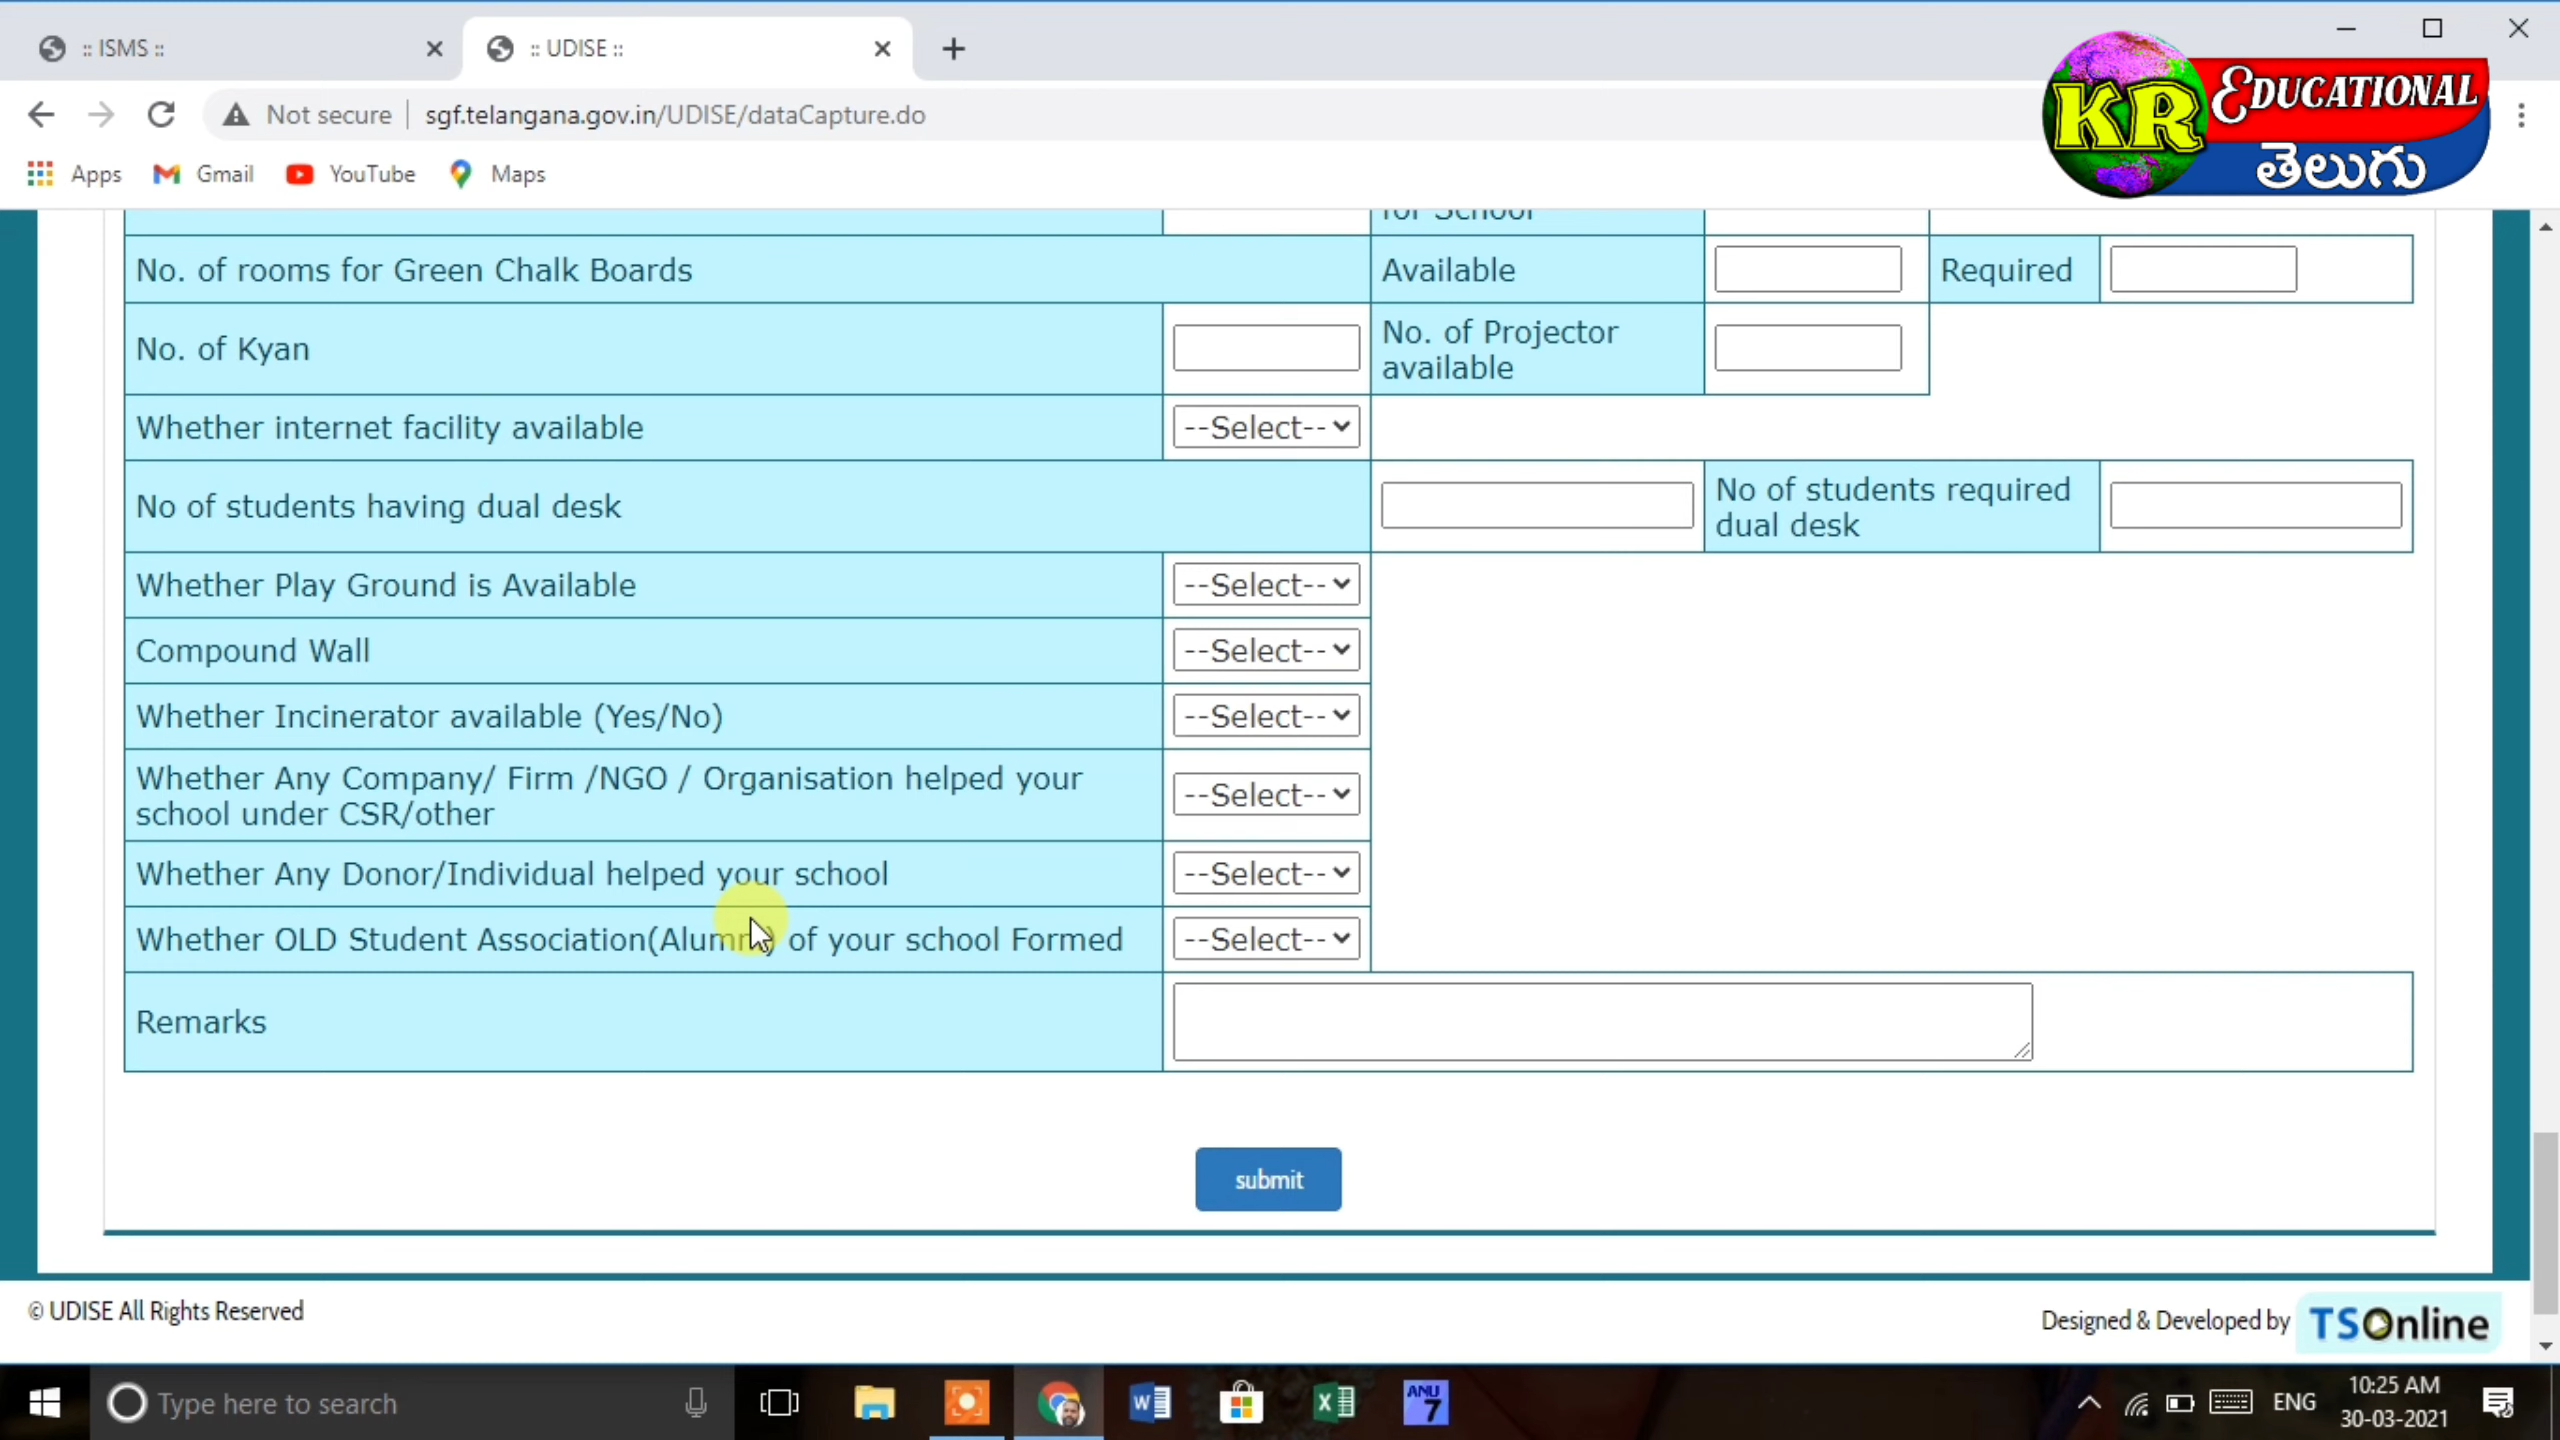 :: ISMS ::
:: UDISE ::
Not secure
sgf.telangana.gov.in/UDISE/dataCapture.do
KR EDUCATIONAL
తెలుగు
Apps
Gmail
YouTube
Maps
for School
No. of rooms for Green Chalk Boards
Available
Required
No. of Kyan
No. of Projector
available
Whether internet facility available
--Select--
No of students having dual desk
No of students required
dual desk
Whether Play Ground is Available
--Select--
Compound Wall
--Select--
Whether Incinerator available (Yes/No)
--Select--
Whether Any Company/ Firm /NGO / Organisation helped your
school under CSR/other
--Select--
Whether Any Donor/Individual helped your school
--Select--
Whether OLD Student Association(Alumni) of your school Formed
--Select--
Remarks
submit
© UDISE All Rights Reserved
Designed & Developed by
TSOnline
Type here to search
ANU
7
ENG
10:25 AM
30-03-2021